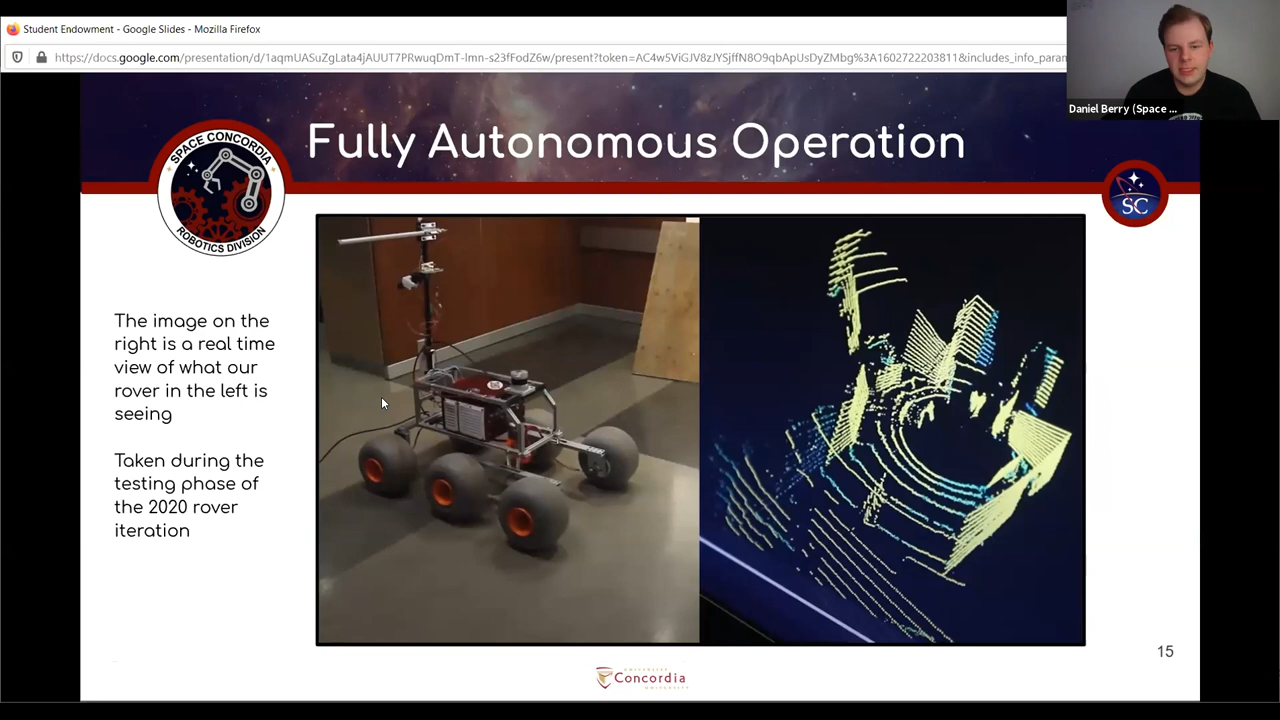 Student Endowment - Google Slides - Mozilla Firefox
https://docs.google.com/presentation/d/1aqmUASuZgLata4jAUUT7PRwuqDmT-lmn-s23fFodZ6w/present?token=AC4w5ViGJV8zJYSjffN8O9qbApUsDyZMbg%3A1602722203811&includes_info_param
Daniel Berry (Space ...
Fully Autonomous Operation
SPACE CONCORDIA
ROBOTICS DIVISION
SC
The image on the
right is a real time
view of what our
rover in the left is
seeing
Taken during the
testing phase of
the 2020 rover
iteration
15
UNIVERSITÉ
Concordia
UNIVERSITY